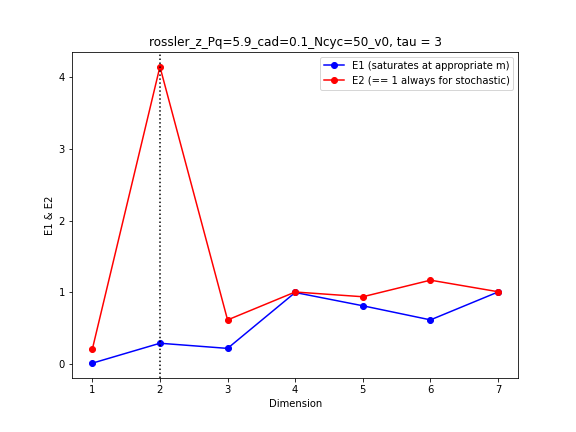 rossler_z_Pq=5.9_cad=0.1_Ncyc=50_v0, tau = 3
E1 (saturates at appropriate m)
E2 (== 1 always for stochastic)
4
3
2
1
0
E1 & E2
1 2 3 4 5 6 7
Dimension